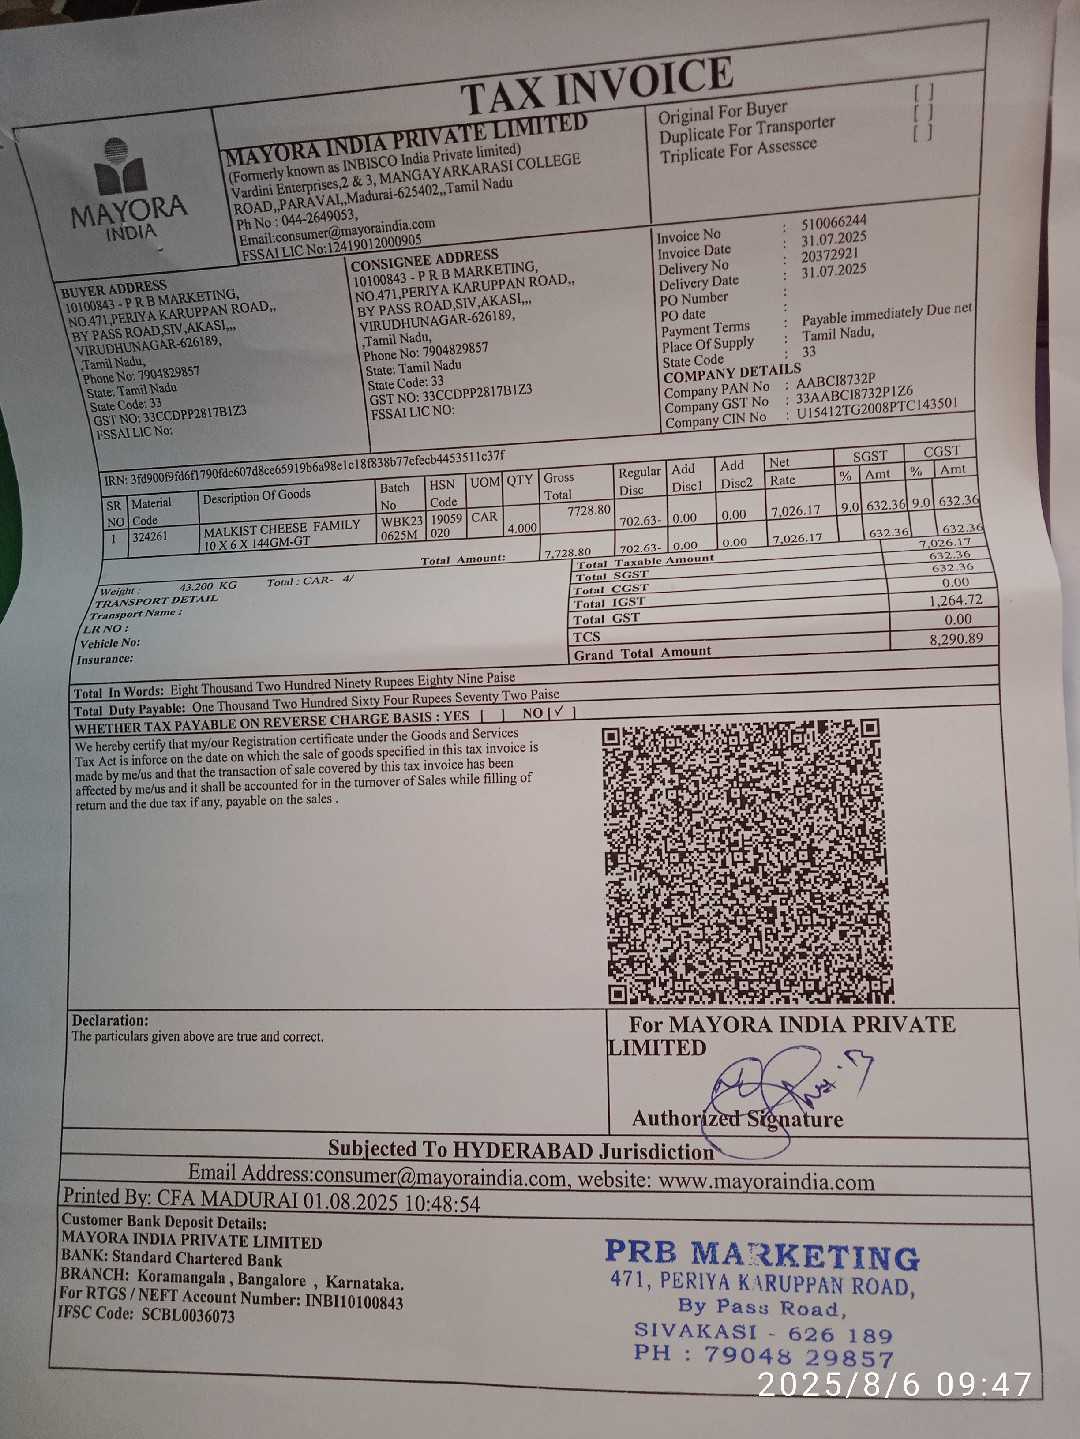 TAX INVOICE
MAYORA
INDIA
MAYORA INDIA PRIVATE LIMITED
(Formerly known as INBISCO India Private limited)
Vardini Enterprises,2 & 3, MANGAYARKARASI COLLEGE
ROAD,,PARAVAI,,Madurai-625402,,Tamil Nadu
Ph No : 044-2649053,
Email:consumer@mayoraindia.com
FSSAI LIC No:12419012000905
Original For Buyer [ ]
Duplicate For Transporter [ ]
Triplicate For Assessce [ ]
BUYER ADDRESS
10100843 - P R B MARKETING,
NO.471,PERIYA KARUPPAN ROAD,,
BY PASS ROAD,SIV,AKASI,,,
VIRUDHUNAGAR-626189,
,Tamil Nadu,
Phone No: 7904829857
State: Tamil Nadu
State Code: 33
GST NO: 33CCDPP2817B1Z3
FSSAI LIC No:
CONSIGNEE ADDRESS
10100843 - P R B MARKETING,
NO.471,PERIYA KARUPPAN ROAD,,
BY PASS ROAD,SIV,AKASI,,,
VIRUDHUNAGAR-626189,
,Tamil Nadu,
Phone No: 7904829857
State: Tamil Nadu
State Code: 33
GST NO: 33CCDPP2817B1Z3
FSSAI LIC NO:
Invoice No : 510066244
Invoice Date : 31.07.2025
Delivery No : 20372921
Delivery Date : 31.07.2025
PO Number :
PO date :
Payment Terms : Payable immediately Due net
Place Of Supply : Tamil Nadu,
State Code : 33
COMPANY DETAILS
Company PAN No : AABCI8732P
Company GST No : 33AABCI8732P1Z6
Company CIN No : U15412TG2008PTC143501
IRN: 3fd900f9fd6f1790fdc607d8ce65919b6a98e1c18f838b77efecb4453511c37f
SR NO Material Code Description Of Goods Batch No HSN Code UOM QTY Gross Total Regular Disc Add Disc1 Add Disc2 Net Rate SGST % Amt CGST % Amt
1 324261 MALKIST CHEESE FAMILY 10 X 6 X 144GM-GT WBK23 0625M 19059 020 CAR 4.000 7728.80 702.63- 0.00 0.00 7,026.17 9.0 632.36 9.0 632.36
Total Amount: 7,728.80 702.63- 0.00 0.00 7,026.17 632.36 632.36
Weight : 43.200 KG Total : CAR- 4/
TRANSPORT DETAIL
Transport Name :
LR NO :
Vehicle No:
Insurance:
Total Taxable Amount 7,026.17
Total SGST 632.36
Total CGST 632.36
Total IGST 0.00
Total GST 1,264.72
TCS 0.00
Grand Total Amount 8,290.89
Total In Words: Eight Thousand Two Hundred Ninety Rupees Eighty Nine Paise
Total Duty Payable: One Thousand Two Hundred Sixty Four Rupees Seventy Two Paise
WHETHER TAX PAYABLE ON REVERSE CHARGE BASIS : YES [ ] NO [✓ ]
We hereby certify that my/our Registration certificate under the Goods and Services
Tax Act is inforce on the date on which the sale of goods specified in this tax invoice is
made by me/us and that the transaction of sale covered by this tax invoice has been
affected by me/us and it shall be accounted for in the turnover of Sales while filling of
return and the due tax if any, payable on the sales .
Declaration:
The particulars given above are true and correct.
For MAYORA INDIA PRIVATE
LIMITED
Authorized Signature
Subjected To HYDERABAD Jurisdiction
Email Address:consumer@mayoraindia.com, website: www.mayoraindia.com
Printed By: CFA MADURAI 01.08.2025 10:48:54
Customer Bank Deposit Details:
MAYORA INDIA PRIVATE LIMITED
BANK: Standard Chartered Bank
BRANCH: Koramangala , Bangalore , Karnataka.
For RTGS / NEFT Account Number: INBI10100843
IFSC Code: SCBL0036073
PRB MARKETING
471, PERIYA KARUPPAN ROAD,
By Pass Road,
SIVAKASI - 626 189
PH : 79048 29857
2025/8/6 09:47